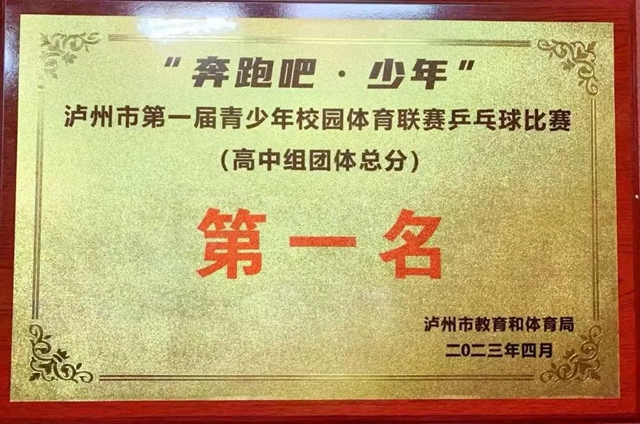 “奔跑吧·少年”
泸州市第一届青少年校园体育联赛乒乓球比赛
（高中组团体总分）
第一名
泸州市教育和体育局
二0二三年四月